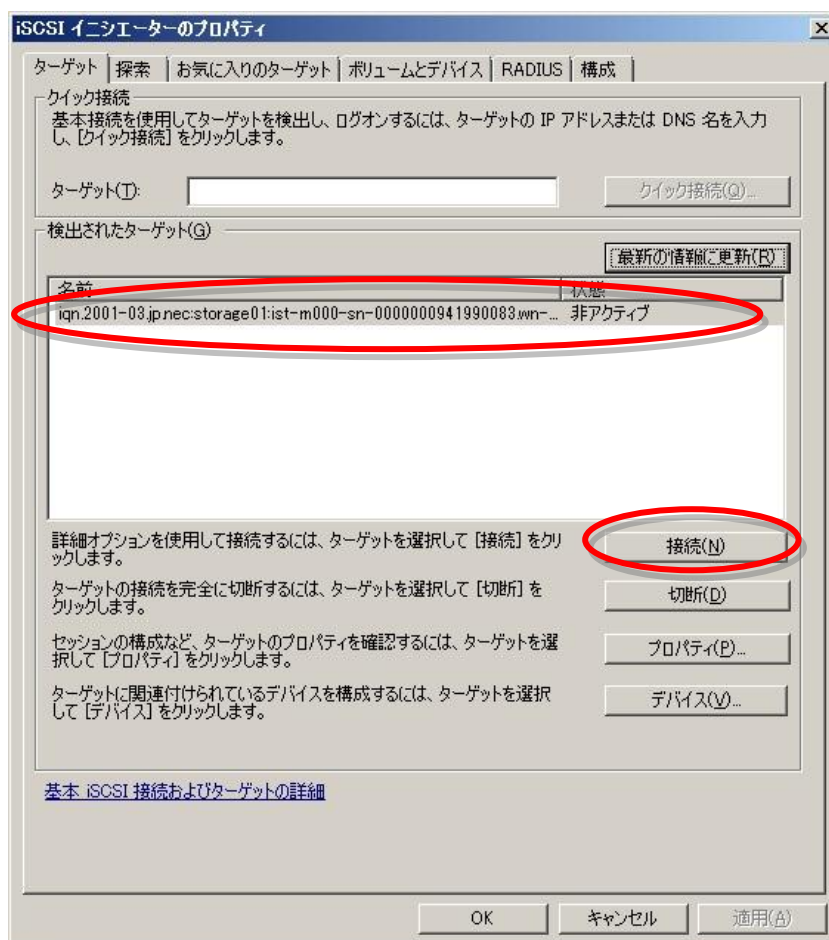 iSCSI イニシエーターのプロパティ
ターゲット 探索 お気に入りのターゲット ボリュームとデバイス RADIUS 構成
クイック接続
基本接続を使用してターゲットを検出し、ログオンするには、ターゲットの IP アドレスまたは DNS 名を入力
し、[クイック接続] をクリックします。
ターゲット(T):
クイック接続(Q)...
検出されたターゲット(G)
最新の情報に更新(R)
名前 状態
iqn.2001-03.jp.nec:storage01:ist-m000-sn-0000000941990083.wn-... 非アクティブ
詳細オプションを使用して接続するには、ターゲットを選択して [接続] をクリ
ックします。
接続(N)
ターゲットの接続を完全に切断するには、ターゲットを選択して [切断] を
クリックします。
切断(D)
セッションの構成など、ターゲットのプロパティを確認するには、ターゲットを選
択して [プロパティ] をクリックします。
プロパティ(P)...
ターゲットに関連付けられているデバイスを構成するには、ターゲットを選択
して [デバイス] をクリックします。
デバイス(V)...
基本 iSCSI 接続およびターゲットの詳細
OK キャンセル 適用(A)